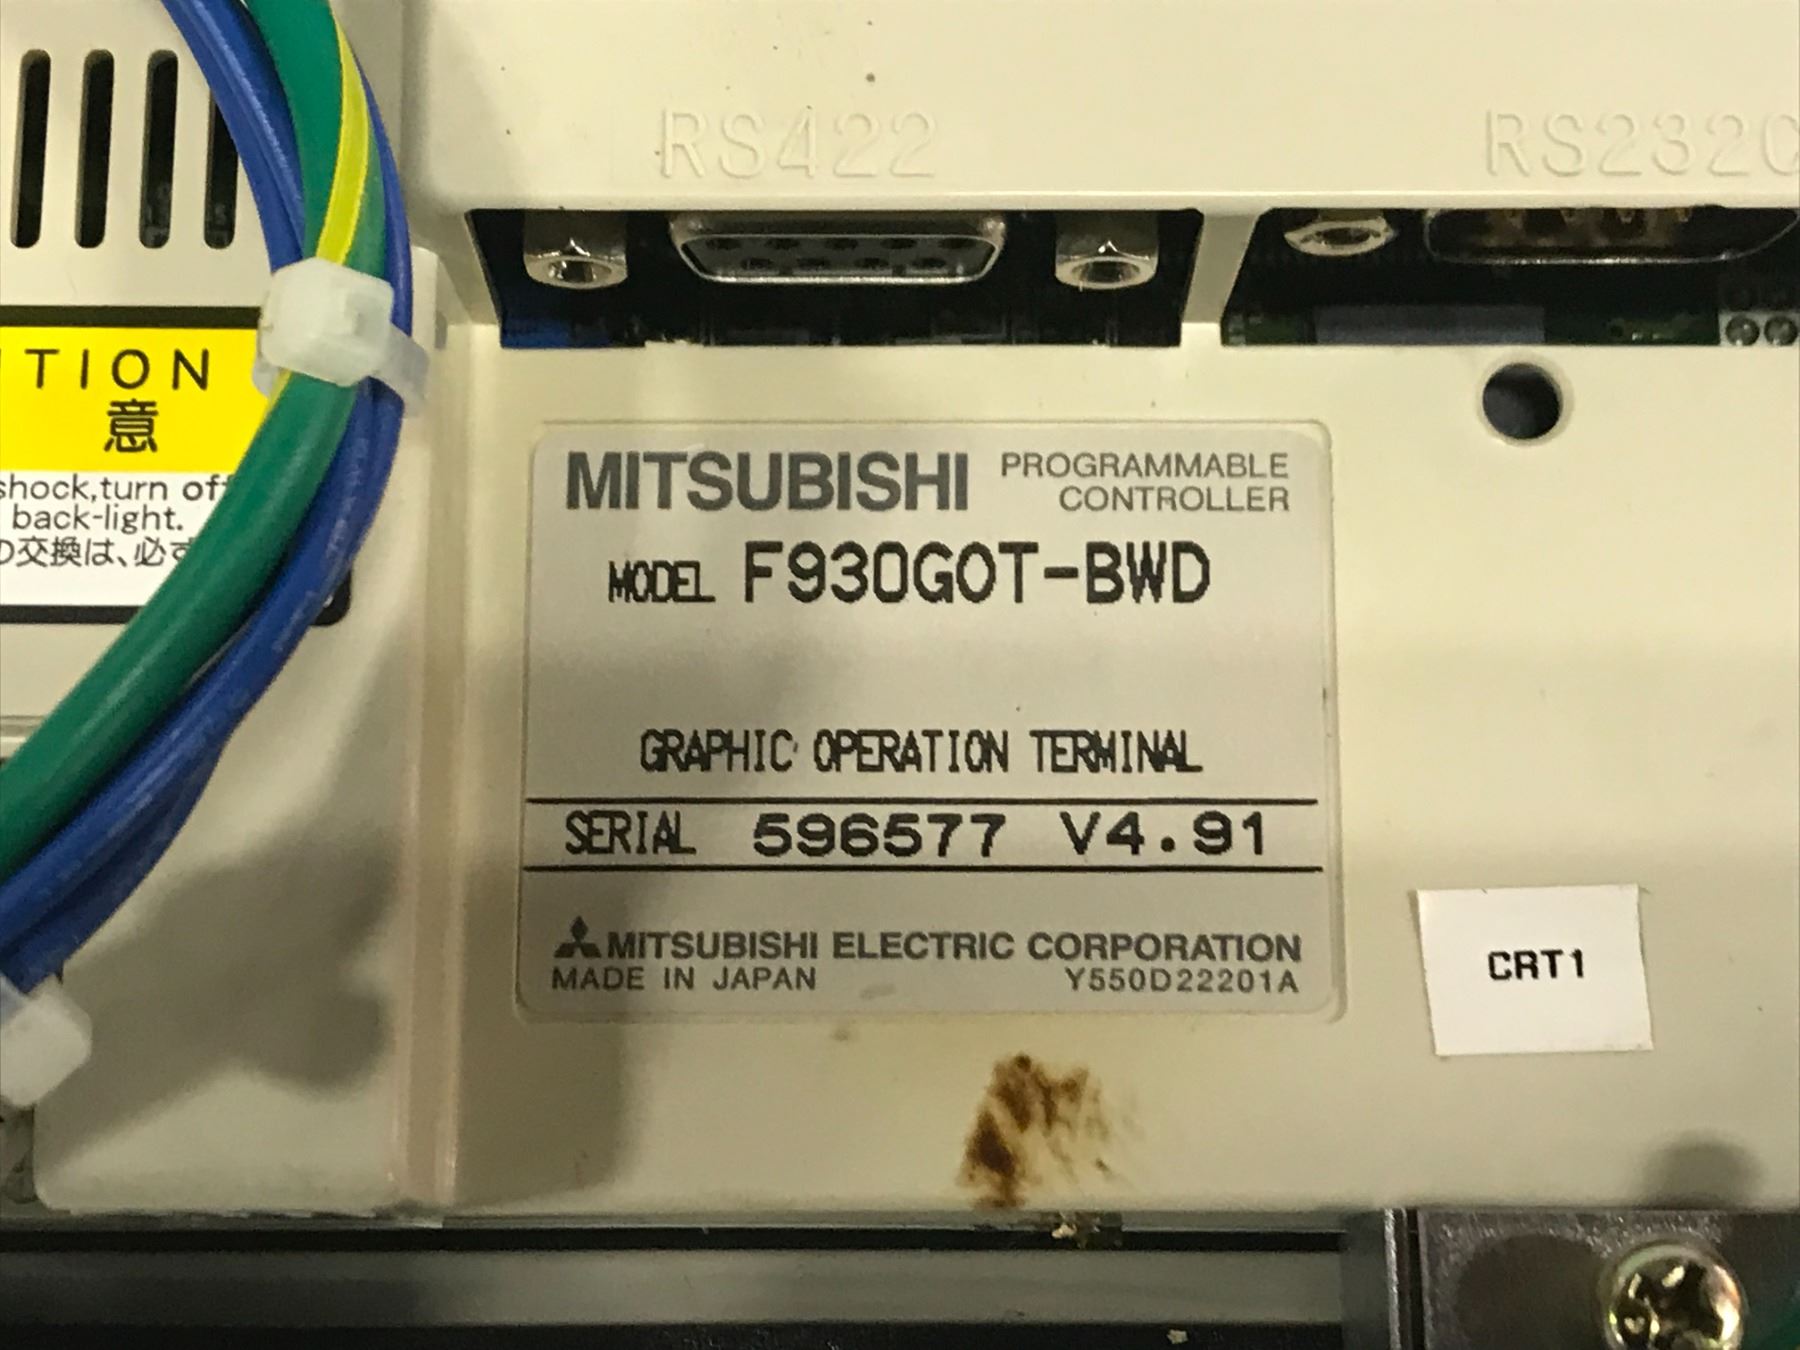 RS422
RS232C
TION
意
shock,turn off
back-light.
の交換は、必ず
MITSUBISHI PROGRAMMABLE
CONTROLLER
MODEL F930GOT-BWD
GRAPHIC OPERATION TERMINAL
SERIAL 596577 V4.91
MITSUBISHI ELECTRIC CORPORATION
MADE IN JAPAN Y550D22201A
CRT1